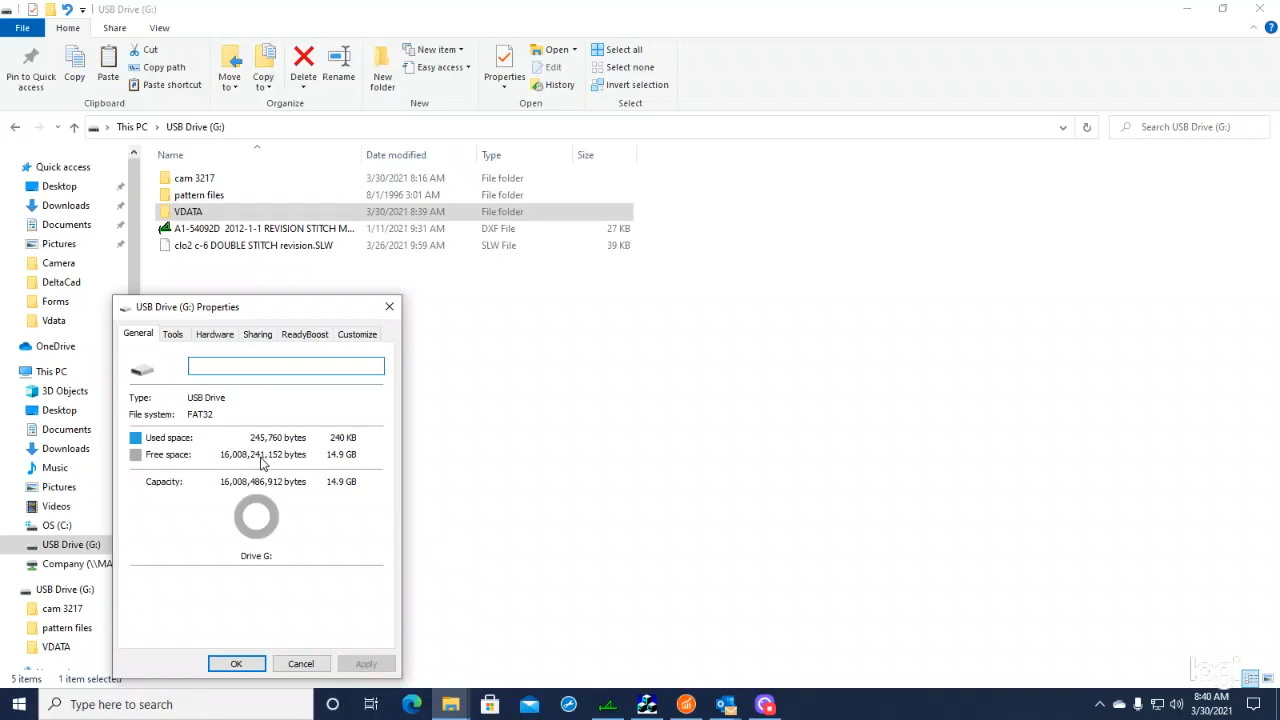 USB Drive (G:)
File Home Share View
Pin to Quick access
Copy
Paste
Cut
Copy path
Paste shortcut
Clipboard
Move to
Copy to
Delete
Rename
Organize
New folder
New item
Easy access
New
Properties
Open
Edit
History
Open
Select all
Select none
Invert selection
Select
This PC > USB Drive (G:)
Search USB Drive (G:)
Name Date modified Type Size
cam 3217 3/30/2021 8:16 AM File folder
pattern files 8/1/1996 3:01 AM File folder
VDATA 3/30/2021 8:39 AM File folder
A1-54092D 2012-1-1 REVISION STITCH M... 1/11/2021 9:31 AM DXF File 27 KB
clo2 c-6 DOUBLE STITCH revision.SLW 3/26/2021 9:59 AM SLW File 39 KB
Quick access
Desktop
Downloads
Documents
Pictures
Camera
DeltaCad
Forms
Vdata
OneDrive
This PC
3D Objects
Desktop
Documents
Downloads
Music
Pictures
Videos
OS (C:)
USB Drive (G:)
Company (\\MA
USB Drive (G:)
cam 3217
pattern files
VDATA
USB Drive (G:) Properties
General Tools Hardware Sharing ReadyBoost Customize
Type: USB Drive
File system: FAT32
Used space: 245,760 bytes 240 KB
Free space: 16,008,241,152 bytes 14.9 GB
Capacity: 16,008,486,912 bytes 14.9 GB
Drive G:
OK Cancel Apply
5 items 1 item selected
logi
Type here to search
8:40 AM
3/30/2021